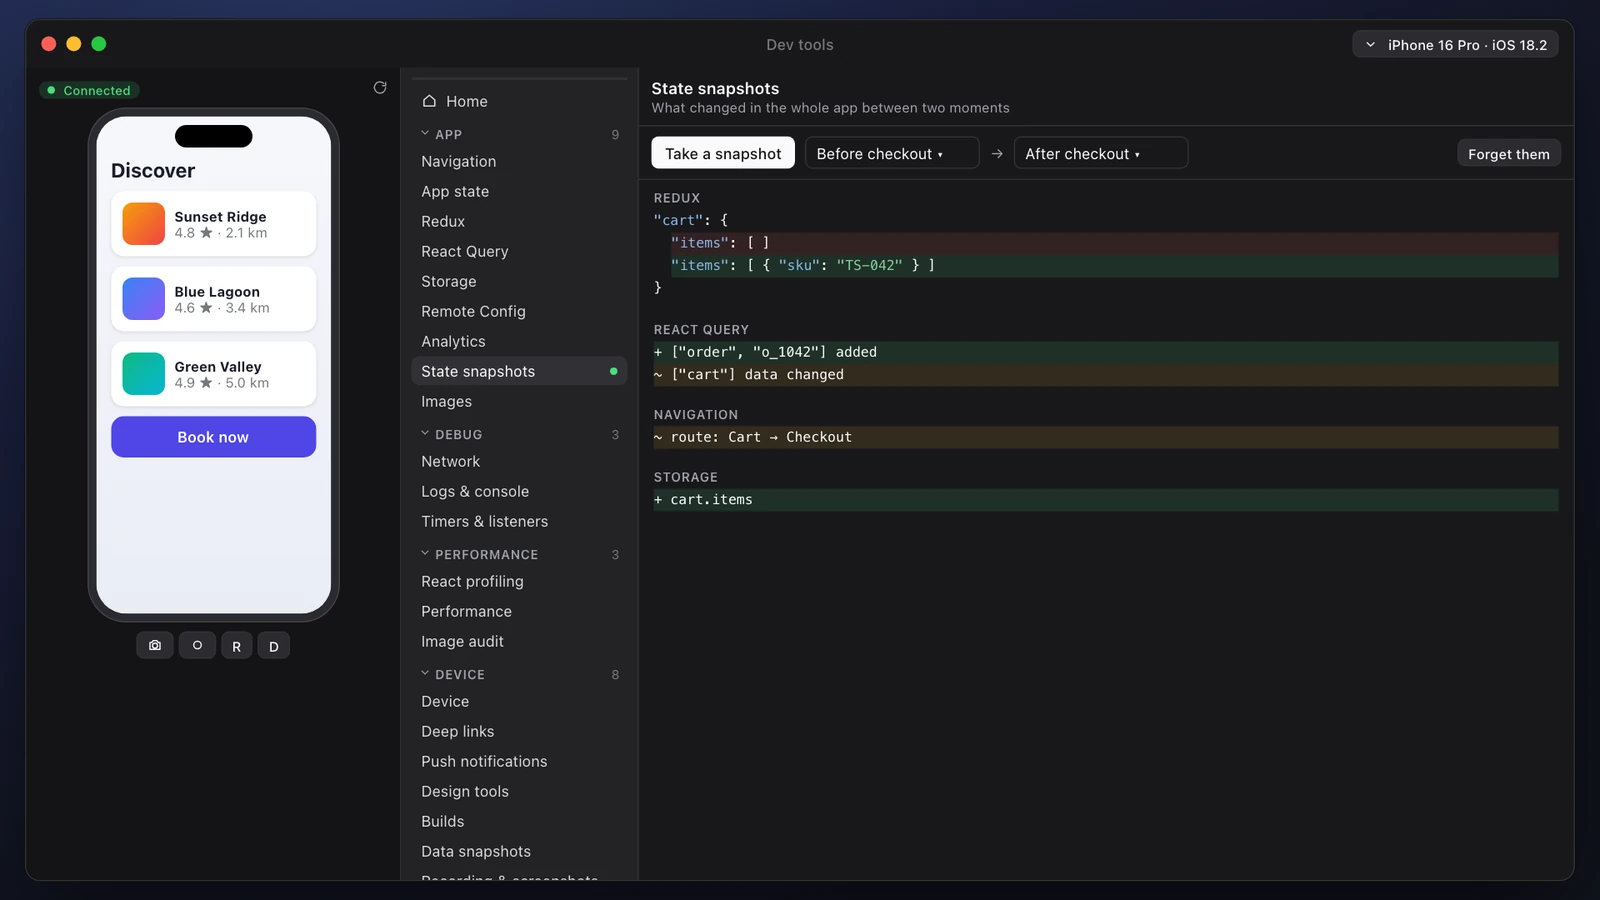 Dev tools
iPhone 16 Pro · iOS 18.2
Connected
Discover
Sunset Ridge
4.8 ★ · 2.1 km
Blue Lagoon
4.6 ★ · 3.4 km
Green Valley
4.9 ★ · 5.0 km
Book now
R
D
Home
APP 9
Navigation
App state
Redux
React Query
Storage
Remote Config
Analytics
State snapshots
Images
DEBUG 3
Network
Logs & console
Timers & listeners
PERFORMANCE 3
React profiling
Performance
Image audit
DEVICE 8
Device
Deep links
Push notifications
Design tools
Builds
Data snapshots
Recording & screenshots
State snapshots
What changed in the whole app between two moments
Take a snapshot
Before checkout ▾
→
After checkout ▾
Forget them
REDUX
"cart": {
"items": [ ]
"items": [ { "sku": "TS-042" } ]
}
REACT QUERY
+ ["order", "o_1042"] added
~ ["cart"] data changed
NAVIGATION
~ route: Cart → Checkout
STORAGE
+ cart.items